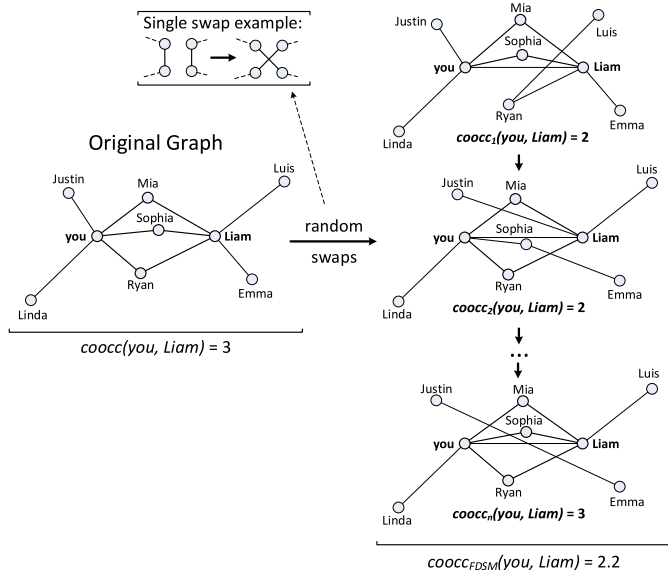 Single swap example:
Original Graph
Justin
Mia
Luis
Sophia
you
Liam
Ryan
Emma
Linda
coocc(you, Liam) = 3
random
swaps
Mia
Justin
Luis
Sophia
you
Liam
Ryan
Emma
Linda
coocc1(you, Liam) = 2
Mia
Justin
Luis
Sophia
you
Liam
Ryan
Emma
Linda
coocc2(you, Liam) = 2
...
Justin
Mia
Luis
Sophia
you
Liam
Ryan
Emma
Linda
cooccn(you, Liam) = 3
cooccFDSM(you, Liam) = 2.2